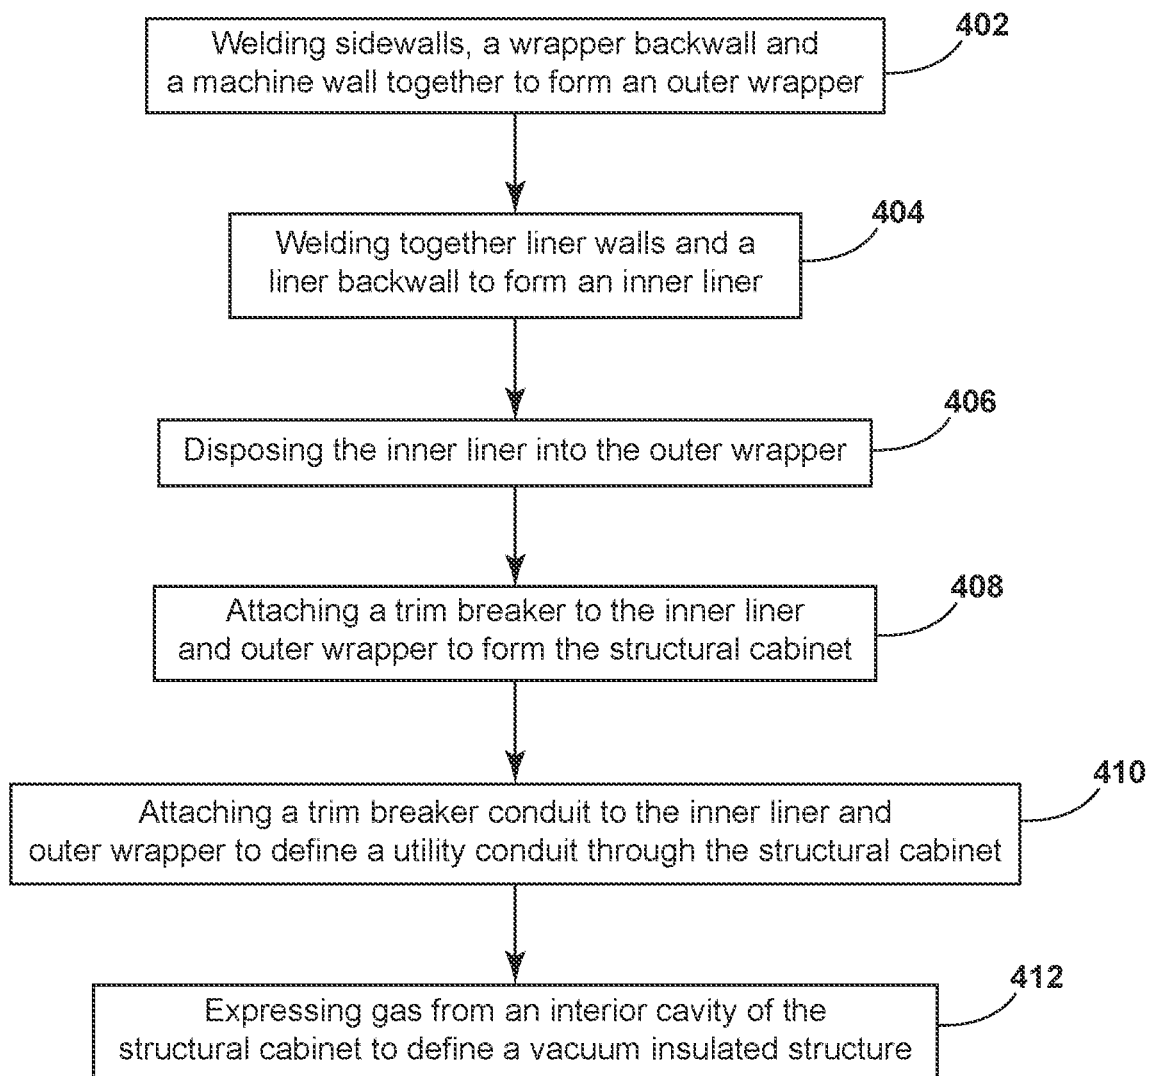 Welding sidewalls, a wrapper backwall and
a machine wall together to form an outer wrapper
402
Welding together liner walls and a
liner backwall to form an inner liner
404
Disposing the inner liner into the outer wrapper
406
Attaching a trim breaker to the inner liner
and outer wrapper to form the structural cabinet
408
Attaching a trim breaker conduit to the inner liner and
outer wrapper to define a utility conduit through the structural cabinet
410
Expressing gas from an interior cavity of the
structural cabinet to define a vacuum insulated structure
412